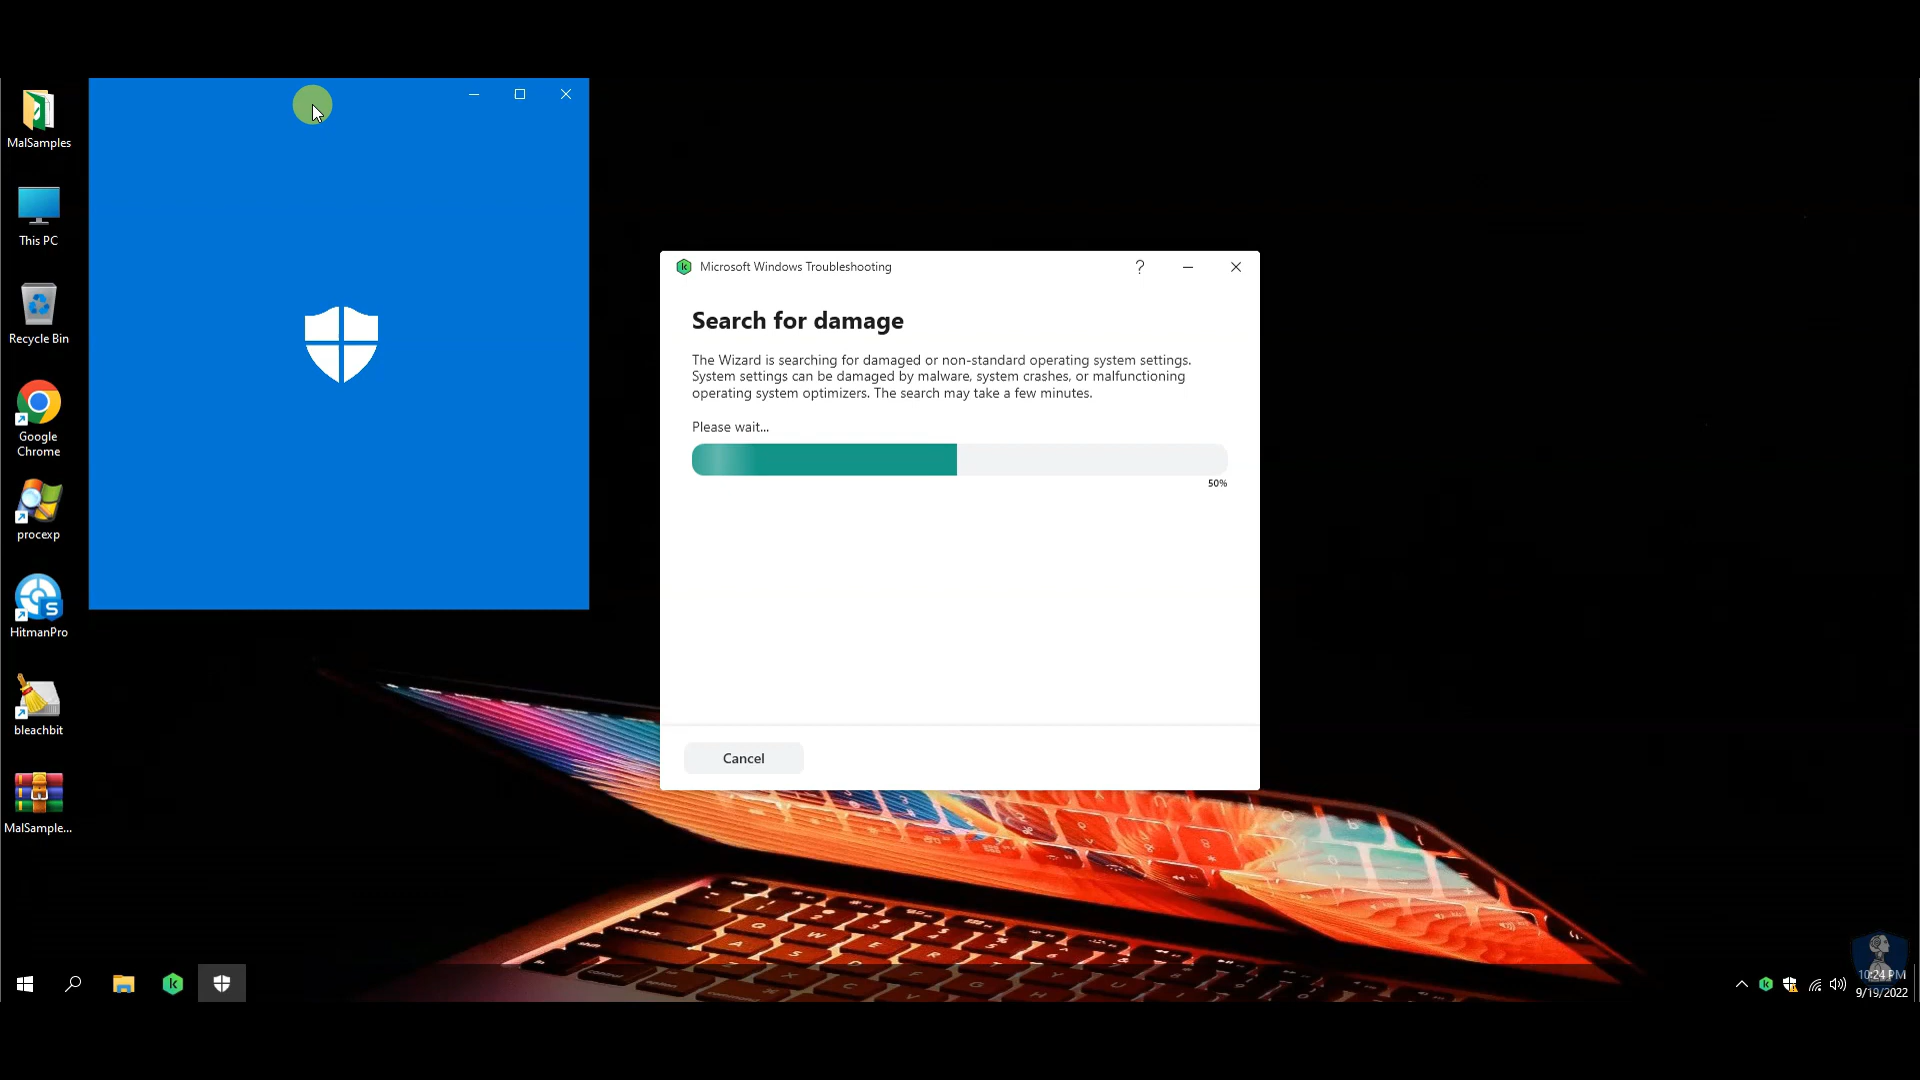 MalSamples
This PC
Recycle Bin
Google
Chrome
procexp
HitmanPro
bleachbit
MalSample...
Microsoft Windows Troubleshooting
Search for damage
The Wizard is searching for damaged or non-standard operating system settings.
System settings can be damaged by malware, system crashes, or malfunctioning
operating system optimizers. The search may take a few minutes.
Please wait...
50%
Cancel
10:24 PM
9/19/2022